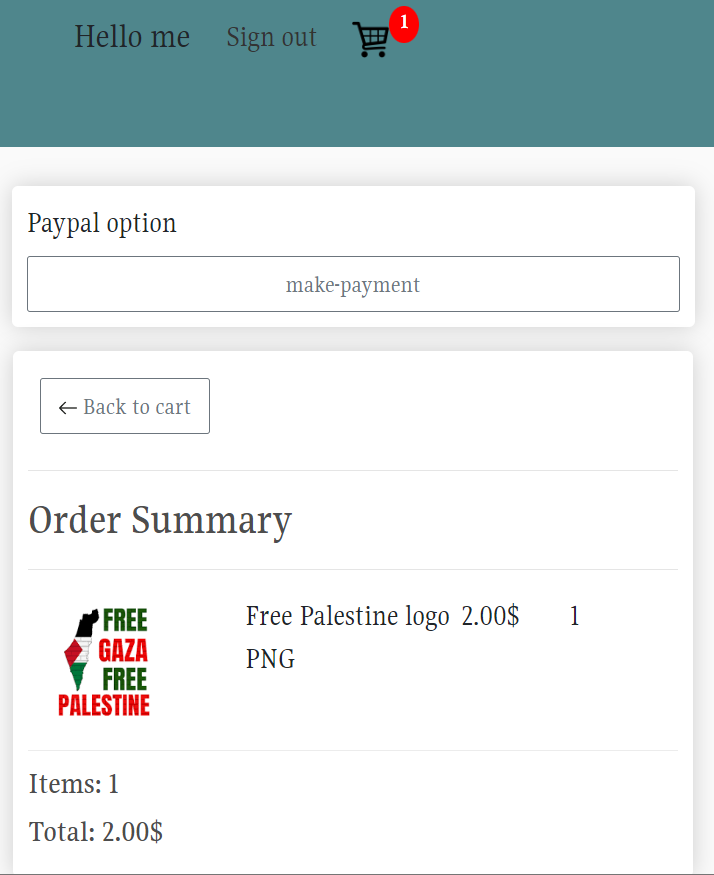 Hello me Sign out 1
Paypal option
make-payment
← Back to cart
Order Summary
FREE
GAZA
FREE
PALESTINE
Free Palestine logo 2.00$ 1
PNG
Items: 1
Total: 2.00$